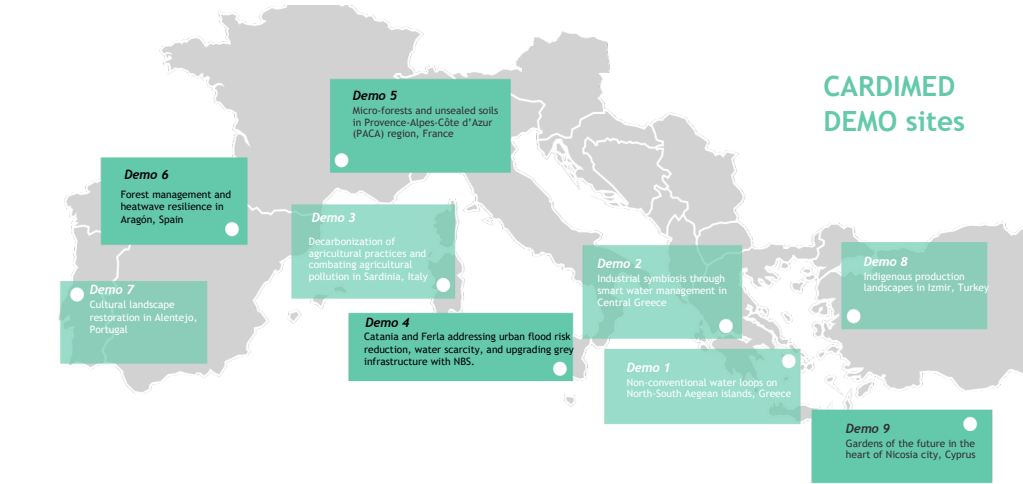 CARDIMED
DEMO sites
Demo 5
Micro-forests and unsealed soils
in Provence-Alpes-Côte d’Azur
(PACA) region, France
Demo 6
Forest management and
heatwave resilience in
Aragón, Spain
Demo 3
Decarbonization of
agricultural practices and
combating agricultural
pollution in Sardinia, Italy
Demo 2
Industrial symbiosis through
smart water management in
Central Greece
Demo 8
Indigenous production
landscapes in Izmir, Turkey
Demo 7
Cultural landscape
restoration in Alentejo,
Portugal
Demo 4
Catania and Ferla addressing urban flood risk
reduction, water scarcity, and upgrading grey
infrastructure with NBS.
Demo 1
Non-conventional water loops on
North-South Aegean islands, Greece
Demo 9
Gardens of the future in the
heart of Nicosia city, Cyprus